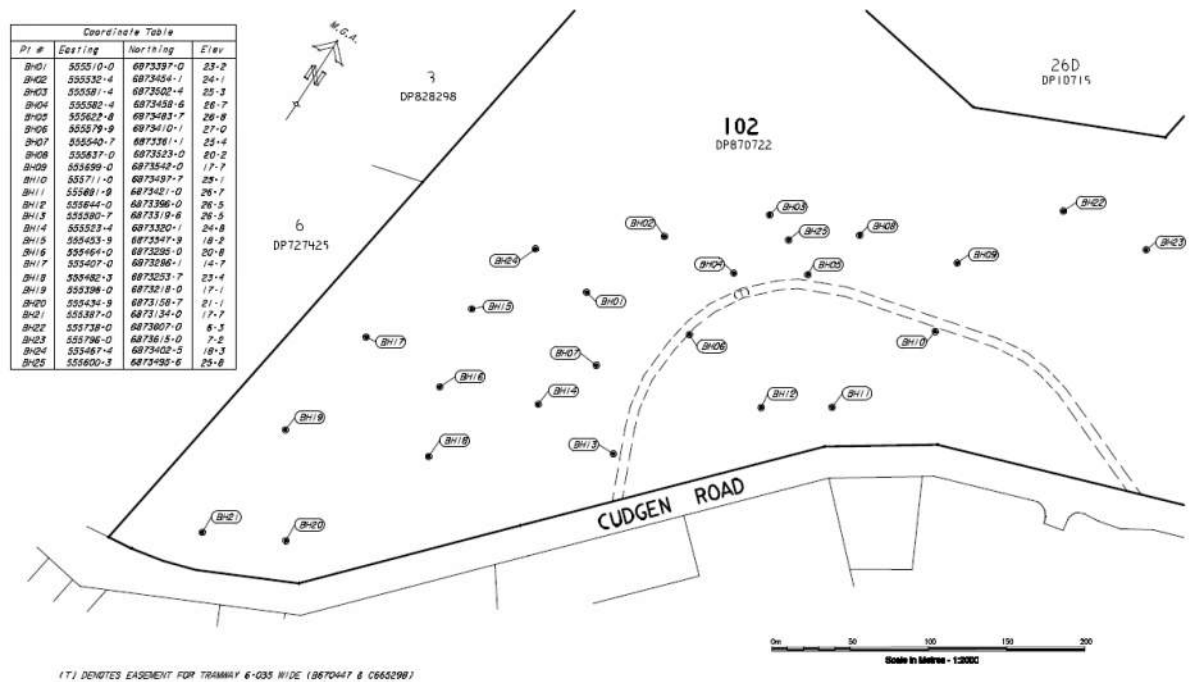 Coordinate Table
Pt # Easting Northing Elev
BH01 555510-0 6873397-0 23-2
BH02 555532-4 6873454-1 24-1
BH03 555581-4 6873502-4 25-3
BH04 555582-4 6873458-6 26-7
BH05 555622-8 6873483-7 26-8
BH06 555579-9 6873410-1 27-0
BH07 555540-7 6873361-1 25-4
BH08 555637-0 6873523-0 20-2
BH09 555699-0 6873542-0 17-7
BH10 555711-0 6873497-7 25-1
BH11 555681-9 6873421-0 26-7
BH12 555644-0 6873396-0 26-5
BH13 555580-7 6873319-6 26-5
BH14 555523-4 6873320-1 24-8
BH15 555453-9 6873347-9 18-2
BH16 555464-0 6873295-0 20-8
BH17 555407-0 6873296-1 14-7
BH18 555482-3 6873253-7 23-4
BH19 555396-0 6873218-0 17-1
BH20 555434-9 6873158-7 21-1
BH21 555387-0 6873134-0 17-7
BH22 555738-0 6873607-0 6-3
BH23 555796-0 6873615-0 7-2
BH24 555467-4 6873402-5 18-3
BH25 555600-3 6873495-6 25-8
M.G.A.
N
3
DP828298
26D
DP10715
102
DP870722
6
DP727425
BH03
BH22
BH02
BH25
BH08
BH23
BH24
BH04
BH05
BH09
BH01
BH15
BH17
BH06
BH10
BH07
BH16
BH14
BH12
BH11
BH19
BH18
BH13
CUDGEN ROAD
BH21
BH20
0m 50 100 150 200
Scale in Metres - 1:2000
(T) DENOTES EASEMENT FOR TRAMWAY 6-035 WIDE (B670447 & C665298)